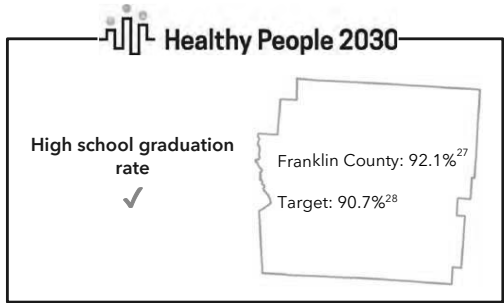 Healthy People 2030
High school graduation
rate
✓
Franklin County: 92.1%27
Target: 90.7%28